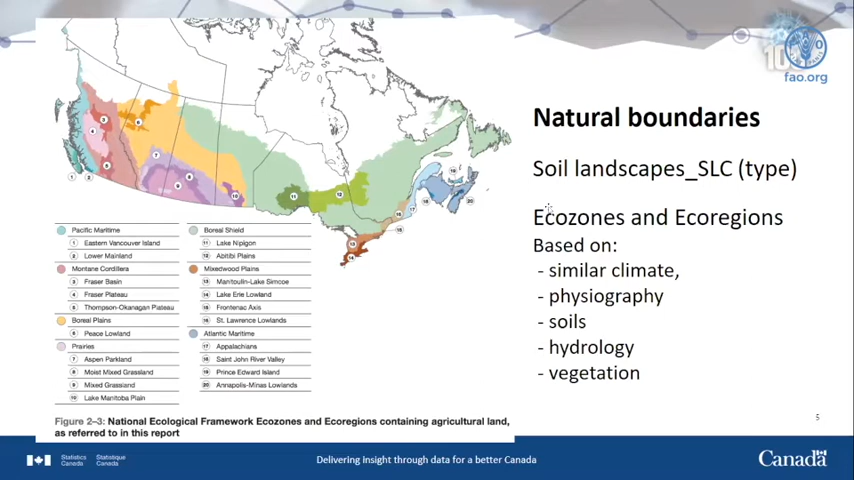 fao.org
Natural boundaries
Soil landscapes_SLC (type)
Ecozones and Ecoregions
Based on:
- similar climate,
- physiography
- soils
- hydrology
- vegetation
Pacific Maritime
1 Eastern Vancouver Island
2 Lower Mainland
Montane Cordillera
3 Fraser Basin
4 Fraser Plateau
5 Thompson-Okanagan Plateau
Boreal Plains
6 Peace Lowland
Prairies
7 Aspen Parkland
8 Moist Mixed Grassland
9 Mixed Grassland
10 Lake Manitoba Plain
Boreal Shield
11 Lake Nipigon
12 Abitibi Plains
Mixedwood Plains
13 Manitoulin-Lake Simcoe
14 Lake Erie Lowland
15 Frontenac Axis
16 St. Lawrence Lowlands
Atlantic Maritime
17 Appalachians
18 Saint John River Valley
19 Prince Edward Island
20 Annapolis-Minas Lowlands
Figure 2–3: National Ecological Framework Ecozones and Ecoregions containing agricultural land,
as referred to in this report
5
Statistics Statistique
Canada Canada
Delivering insight through data for a better Canada
Canada